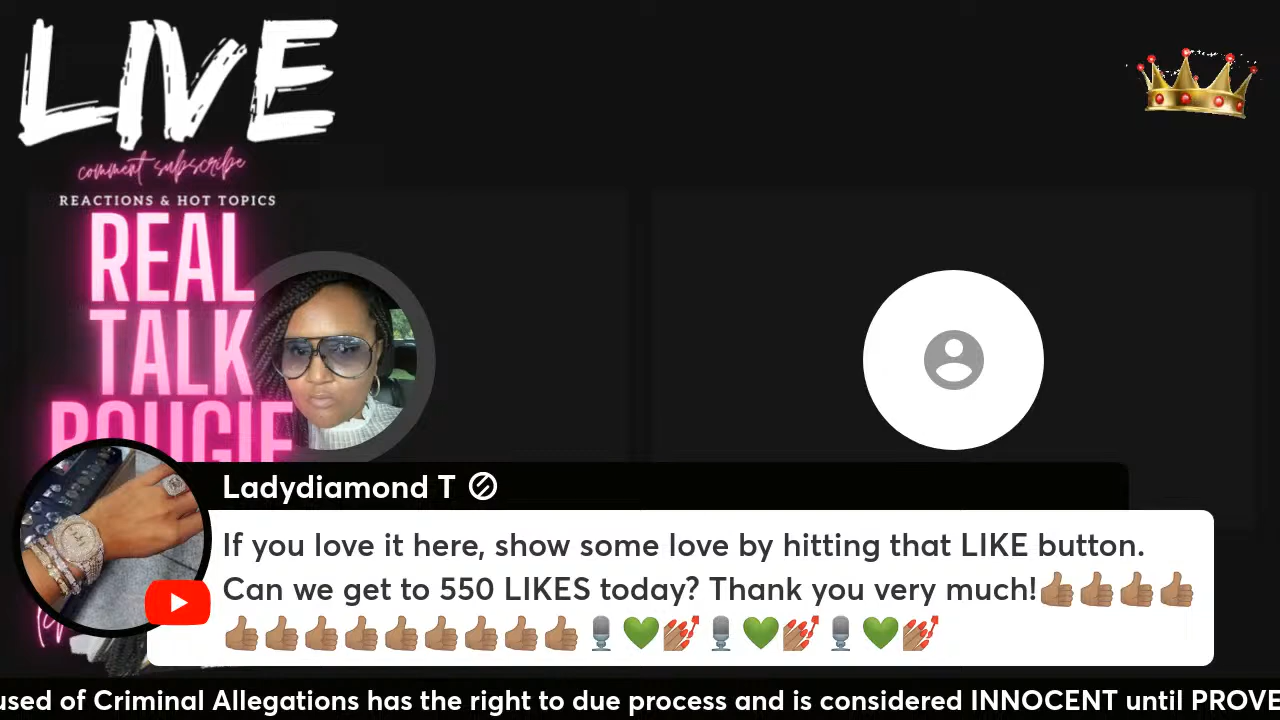 LIVE
comment subscribe
REACTIONS & HOT TOPICS
REAL
TALK
BOUGIE
Ladydiamond T
If you love it here, show some love by hitting that LIKE button.
Can we get to 550 LIKES today? Thank you very much!👍🏽👍🏽👍🏽👍🏽
👍🏽👍🏽👍🏽👍🏽👍🏽👍🏽👍🏽👍🏽👍🏽🎙️💚💅🏽🎙️💚💅🏽🎙️💚💅🏽
of Criminal Allegations has the right to due process and is considered INNOCENT until